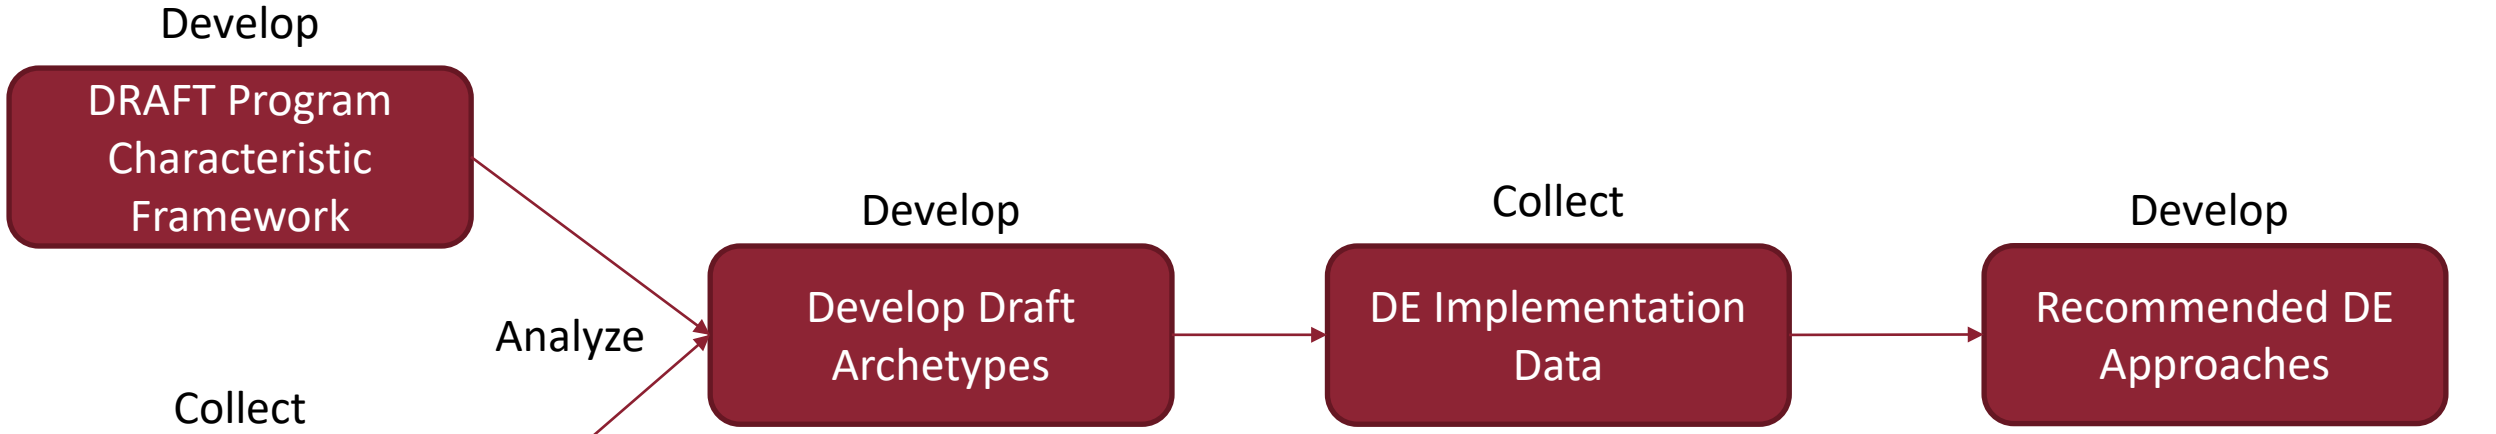 Develop
DRAFT Program
Characteristic
Framework
Analyze
Collect
Develop
Develop Draft
Archetypes
Collect
DE Implementation
Data
Develop
Recommended DE
Approaches